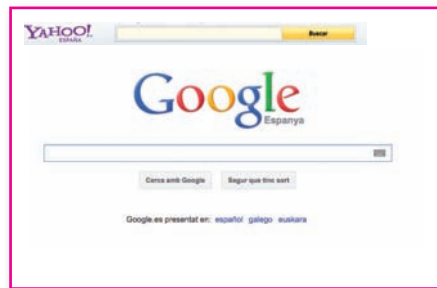 YAHOO!
ESPAÑA
Buscar
Google
Espanya
Cerca amb Google Segur que tinc sort
Google.es presentat en: español galego euskara